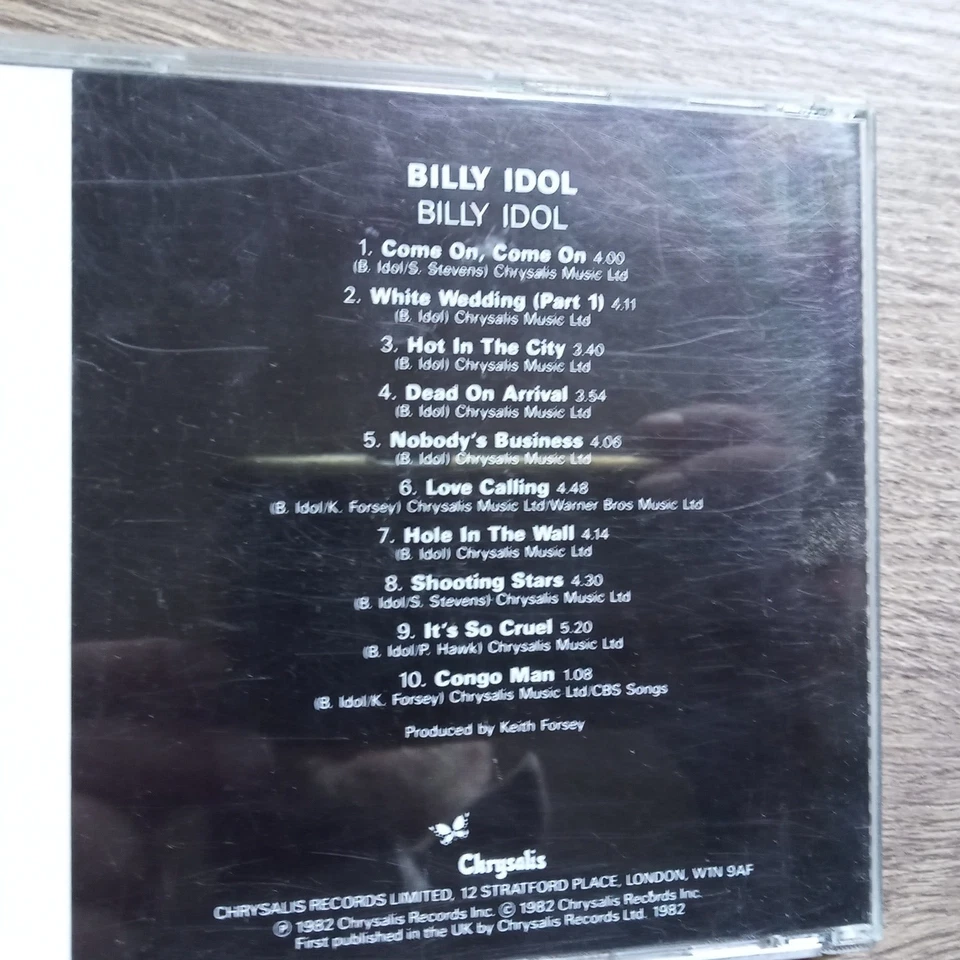 BILLY IDOL
BILLY IDOL
1. Come On, Come On 4.00
(B. Idol/S. Stevens) Chrysalis Music Ltd
2. White Wedding (Part 1) 4.11
(B. Idol) Chrysalis Music Ltd
3. Hot In The City 3.40
(B. Idol) Chrysalis Music Ltd
4. Dead On Arrival 3.54
(B. Idol) Chrysalis Music Ltd
5. Nobody's Business 4.06
(B. Idol) Chrysalis Music Ltd
6. Love Calling 4.48
(B. Idol/K. Forsey) Chrysalis Music Ltd/Warner Bros Music Ltd
7. Hole In The Wall 4.14
(B. Idol) Chrysalis Music Ltd
8. Shooting Stars 4.30
(B. Idol/S. Stevens) Chrysalis Music Ltd
9. It's So Cruel 5.20
(B. Idol/P. Hawk) Chrysalis Music Ltd
10. Congo Man 1.08
(B. Idol/K. Forsey) Chrysalis Music Ltd/CBS Songs
Produced by Keith Forsey
Chrysalis
CHRYSALIS RECORDS LIMITED, 12 STRATFORD PLACE, LONDON, W1N 9AF
℗ 1982 Chrysalis Records Inc. © 1982 Chrysalis Records Inc.
First published in the UK by Chrysalis Records Ltd. 1982